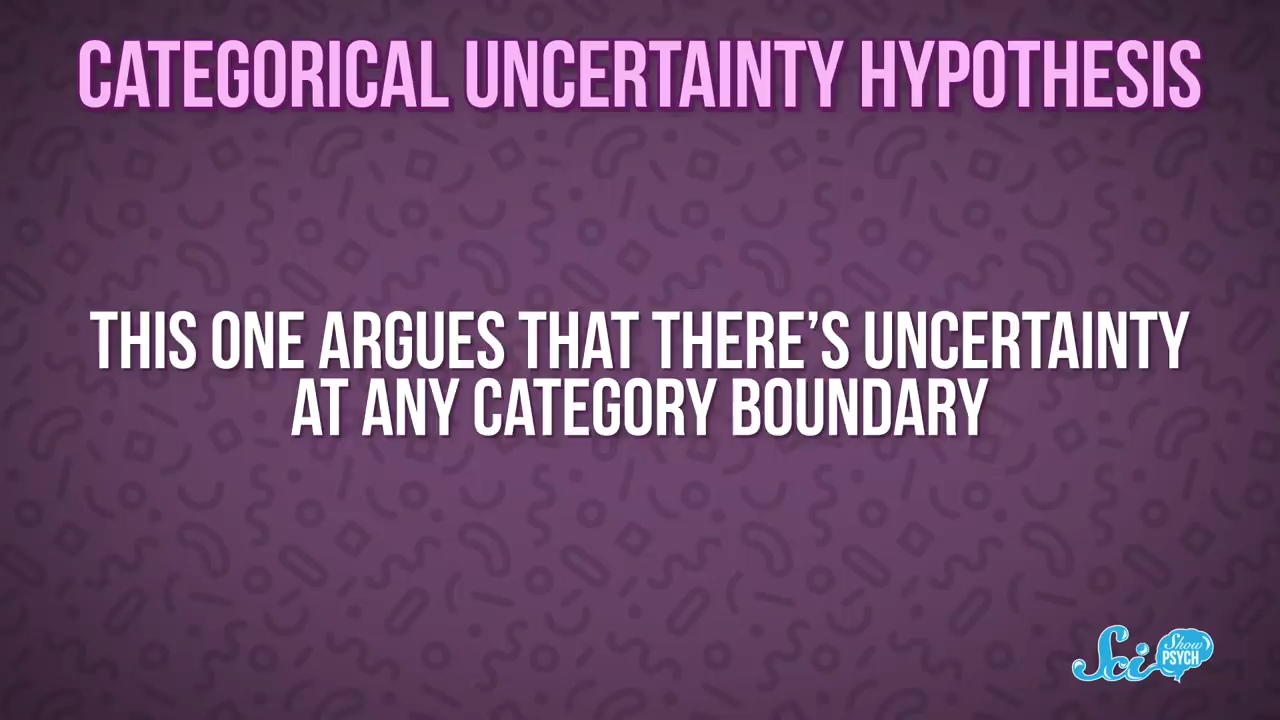 CATEGORICAL UNCERTAINTY HYPOTHESIS
THIS ONE ARGUES THAT THERE'S UNCERTAINTY
AT ANY CATEGORY BOUNDARY
Sci Show
PSYCH